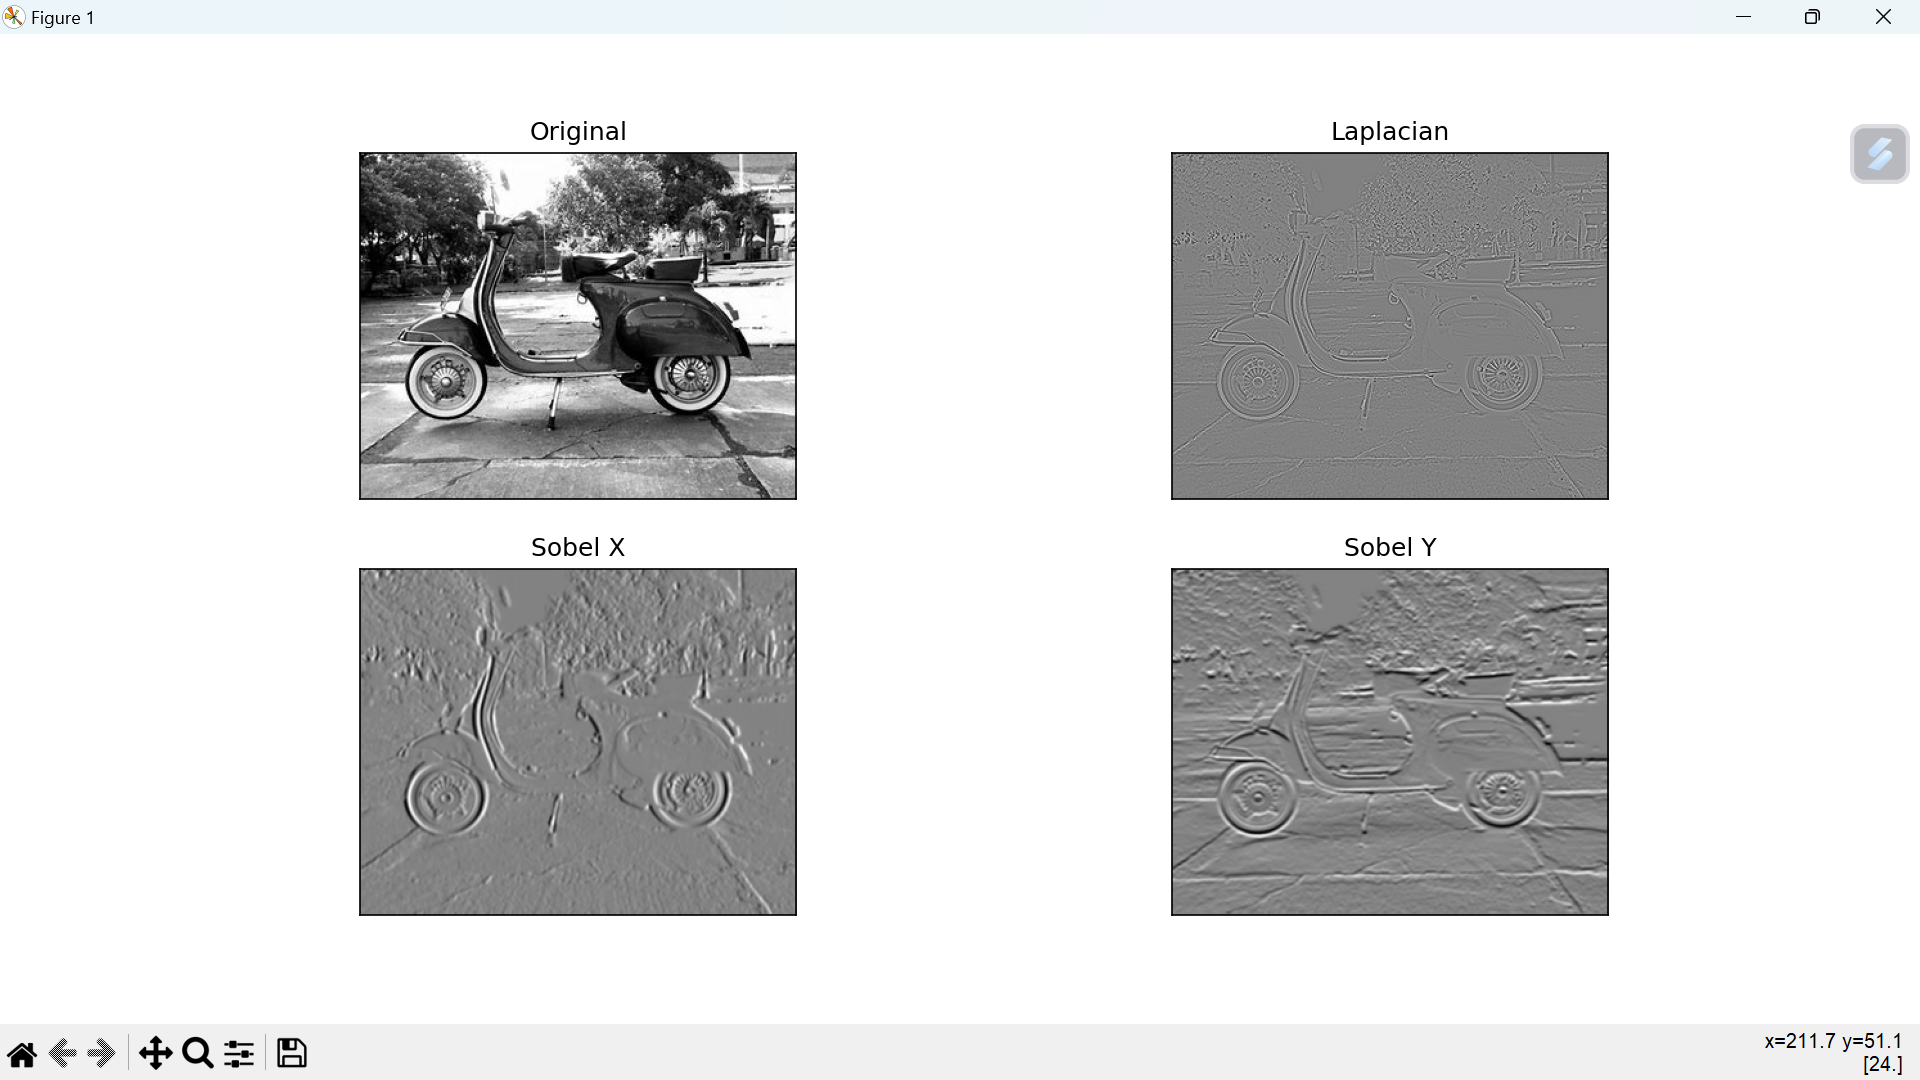 Figure 1
Original
Laplacian
Sobel X
Sobel Y
x=211.7 y=51.1
[24.]